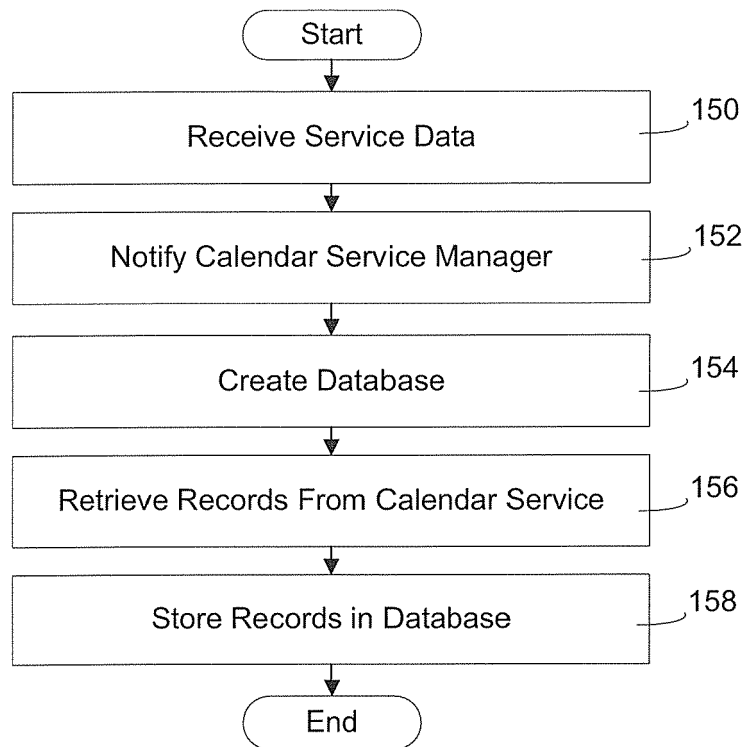 Start
Receive Service Data
150
Notify Calendar Service Manager
152
Create Database
154
Retrieve Records From Calendar Service
156
Store Records in Database
158
End